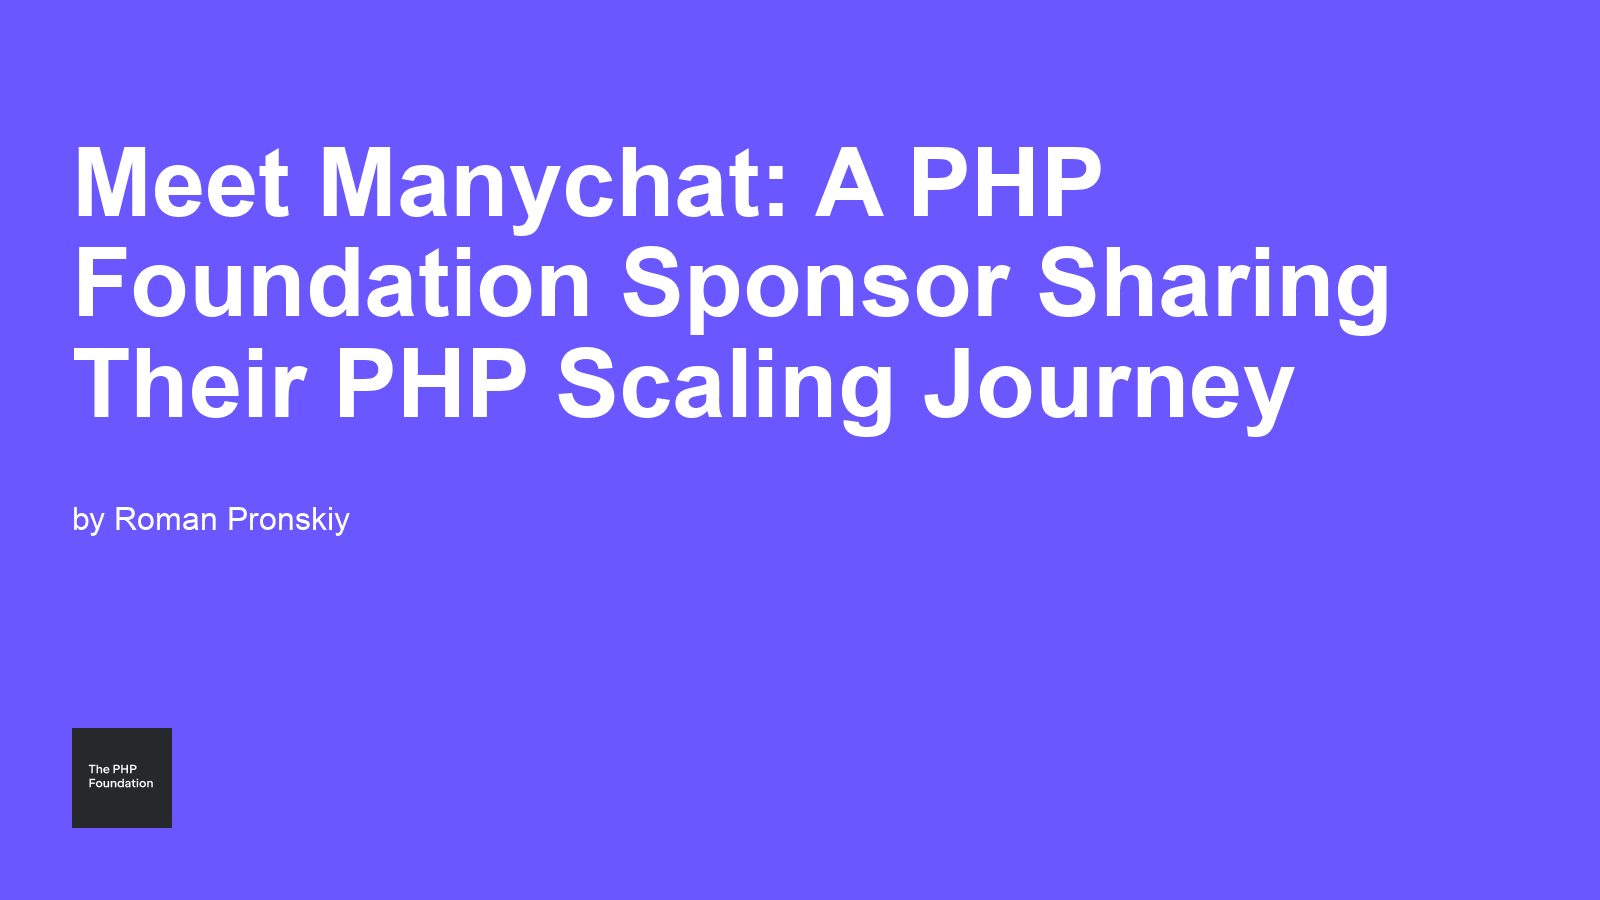 Meet Manychat: A PHP
Foundation Sponsor Sharing
Their PHP Scaling Journey
by Roman Pronskiy
The PHP
Foundation